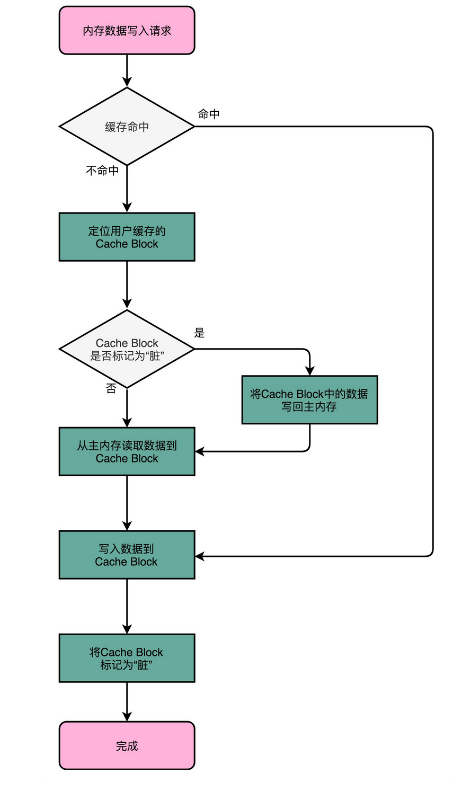 内存数据写入请求
缓存命中
命中
不命中
定位用户缓存的
Cache Block
Cache Block
是否标记为“脏”
是
否
将Cache Block中的数据
写回主内存
从主内存读取数据到
Cache Block
写入数据到
Cache Block
将Cache Block
标记为“脏”
完成